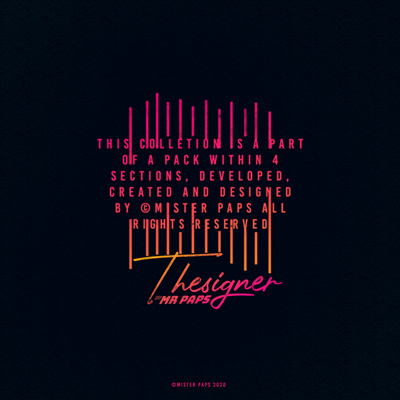 THIS COLLETION IS A PART
OF A PACK WITHIN 4
SECTIONS, DEVELOPED,
CREATED AND DESIGNED
BY ©MISTER PAPS ALL
RIGHTS RESERVED
Thesigner
MR PAPS
©MISTER PAPS 2020